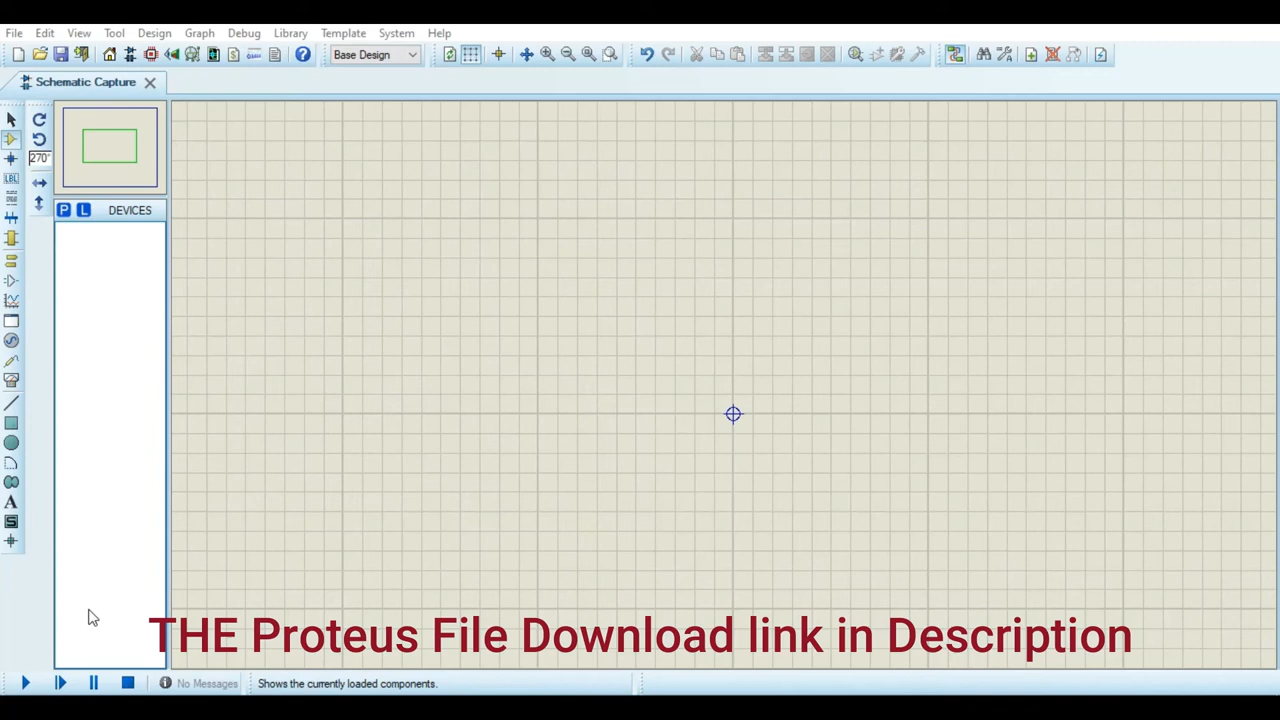 File Edit View Tool Design Graph Debug Library Template System Help
Base Design
Schematic Capture
270°
P L DEVICES
LBL
A
S
THE Proteus File Download link in Description
No Messages Shows the currently loaded components.